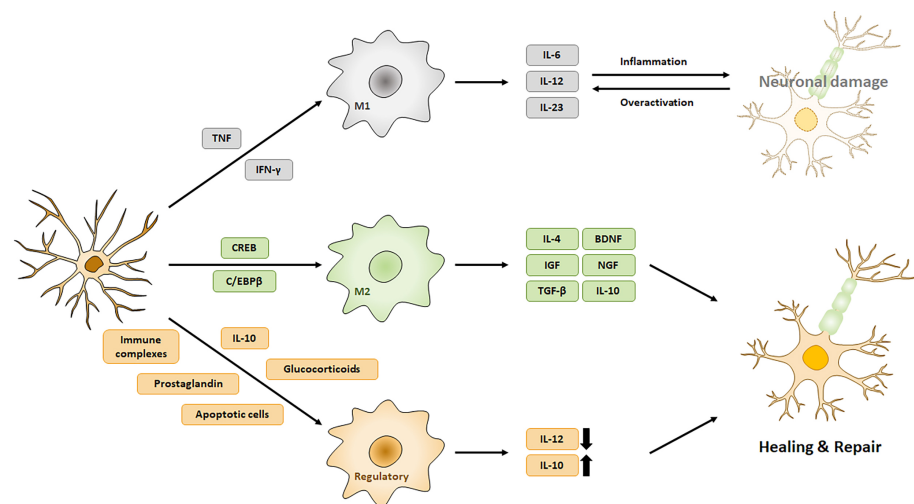 IL-6
IL-12
IL-23
Inflammation
Overactivation
Neuronal damage
M1
TNF
IFN-γ
CREB
C/EBPβ
M2
IL-4
BDNF
IGF
NGF
TGF-β
IL-10
Immune
complexes
IL-10
Glucocorticoids
Prostaglandin
Apoptotic cells
Regulatory
IL-12
IL-10
Healing & Repair